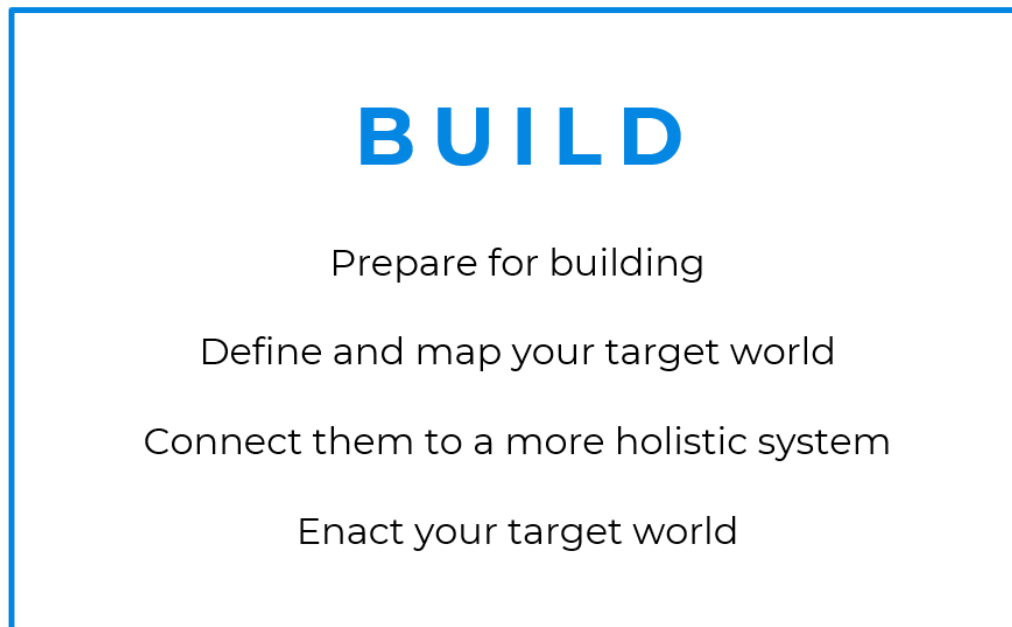 BUILD
Prepare for building
Define and map your target world
Connect them to a more holistic system
Enact your target world